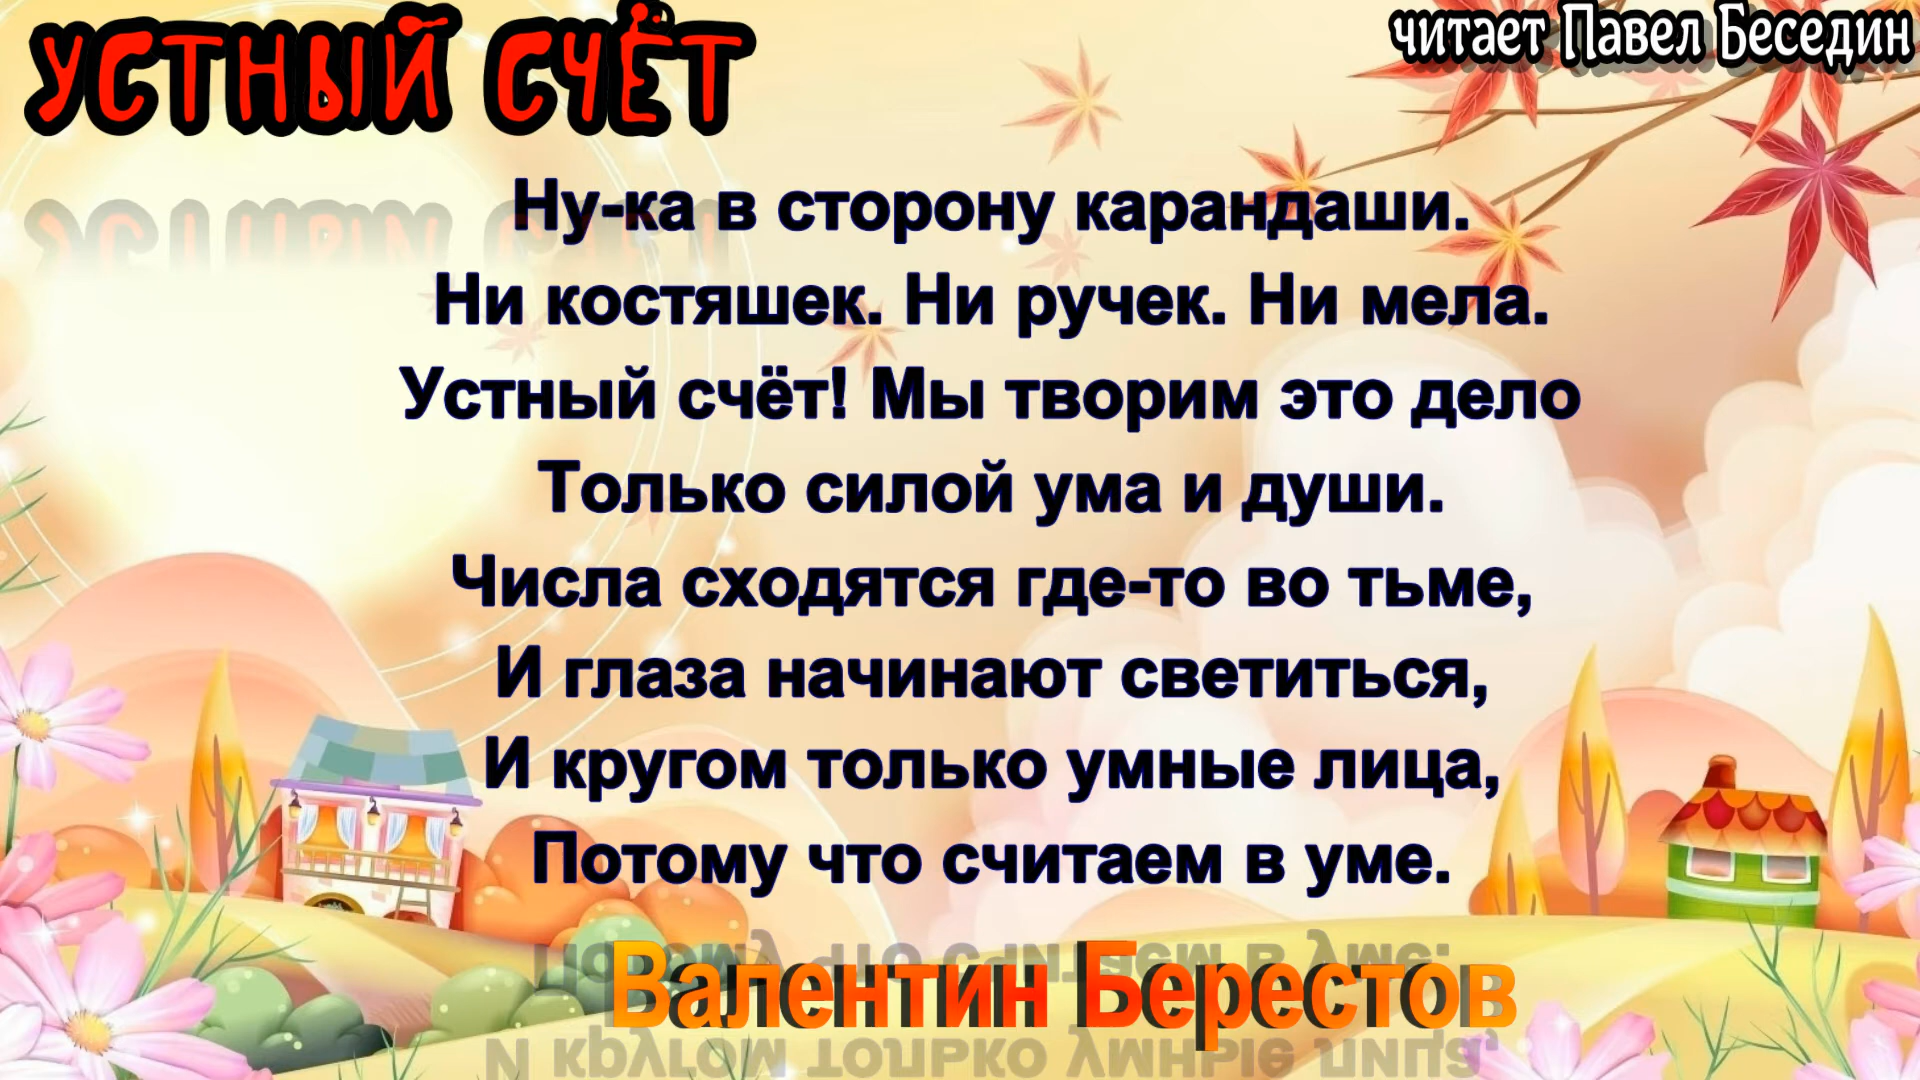 УСТНЫЙ СЧЁТ
читает Павел Беседин
Ну-ка в сторону карандаши.
Ни костяшек. Ни ручек. Ни мела.
Устный счёт! Мы творим это дело
Только силой ума и души.
Числа сходятся где-то во тьме,
И глаза начинают светиться,
И кругом только умные лица,
Потому что считаем в уме.
Валентин Берестов